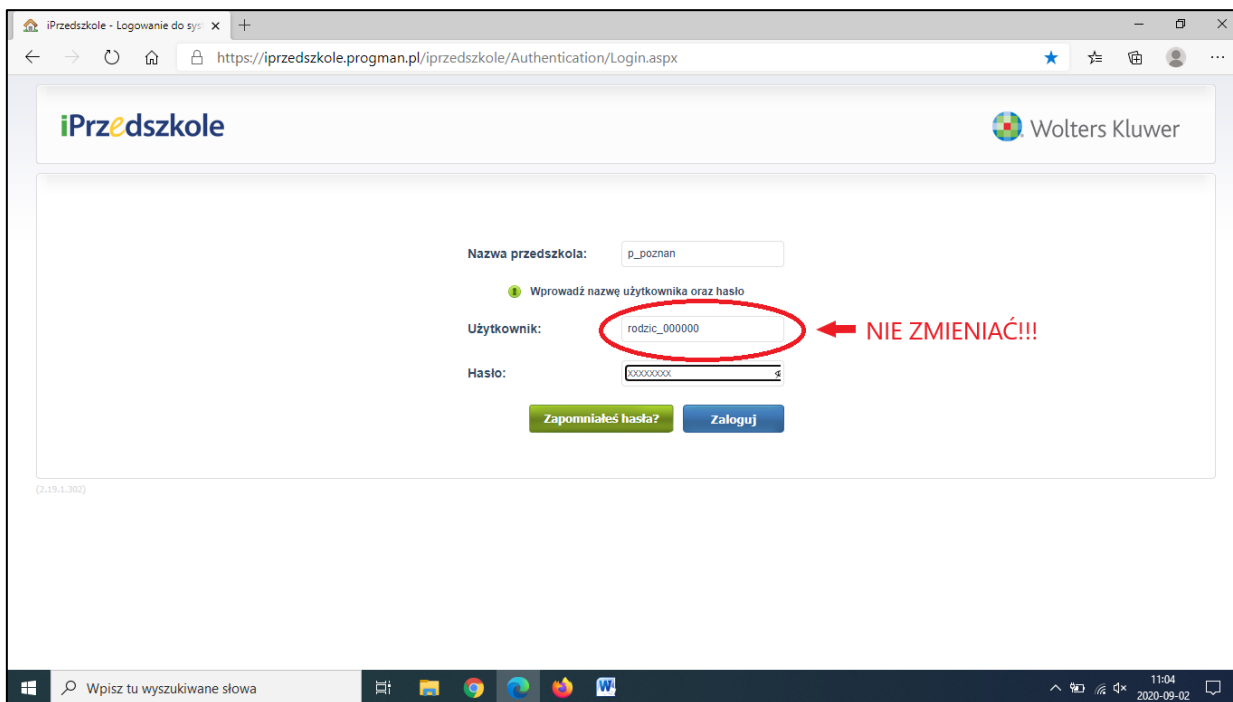 iPrzedszkole - Logowanie do sys
https://iprzedszkole.progman.pl/iprzedszkole/Authentication/Login.aspx
iPrzedszkole
Wolters Kluwer
Nazwa przedszkola: p_poznan
Wprowadź nazwę użytkownika oraz hasło
Użytkownik: rodzic_000000
NIE ZMIENIAĆ!!!
Hasło: xxxxxxxx
Zapomniałeś hasła? Zaloguj
(2.19.1.302)
Wpisz tu wyszukiwane słowa
11:04
2020-09-02